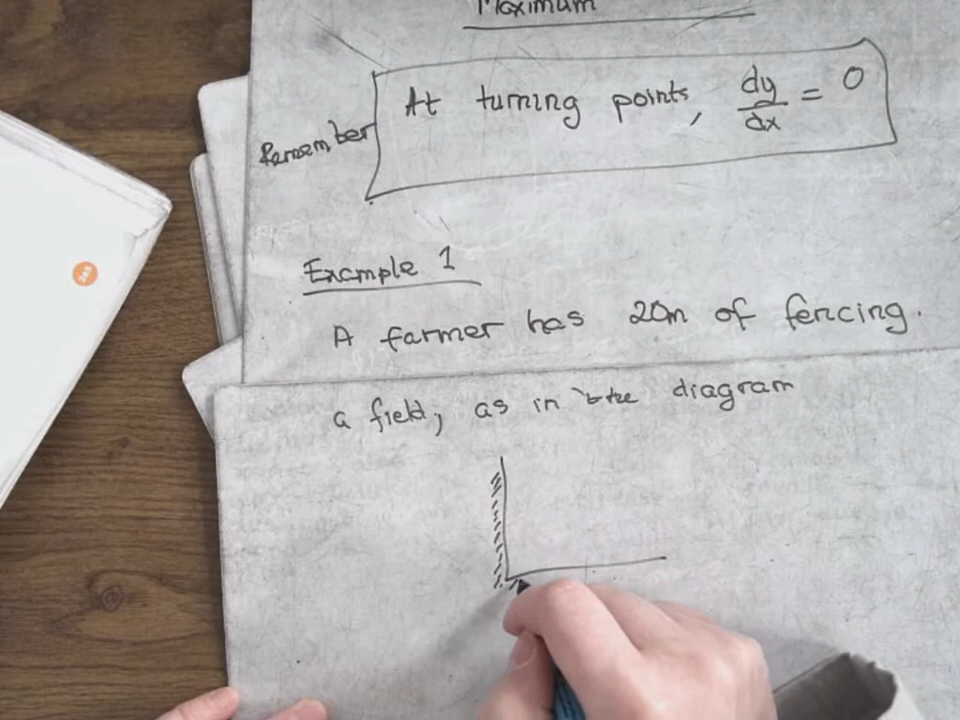 Maximum
Remember
At turning points, dy/dx = 0
Example 1
A farmer has 20m of fencing.
a field, as in the diagram